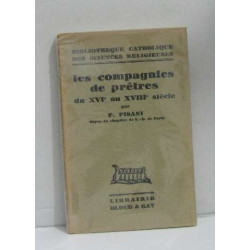 BIBLIOTHÈQUE CATHOLIQUE
DES SCIENCES RELIGIEUSES
les compagnies
de prêtres
du XVIe au XVIIIe siècle
par
P. PISANI
LIBRAIRIE
BLOUD & GAY